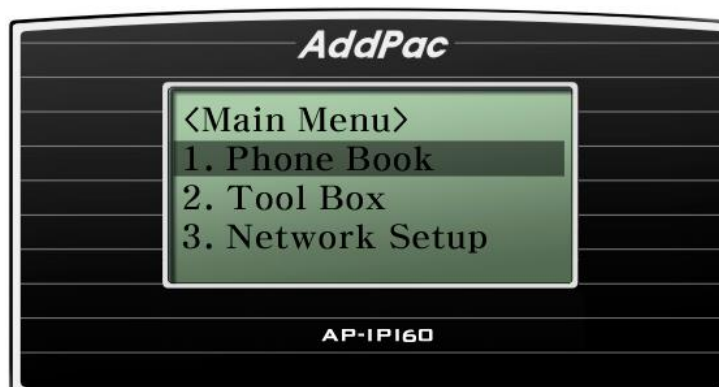 AddPac
<Main Menu>
1. Phone Book
2. Tool Box
3. Network Setup
AP-IP160